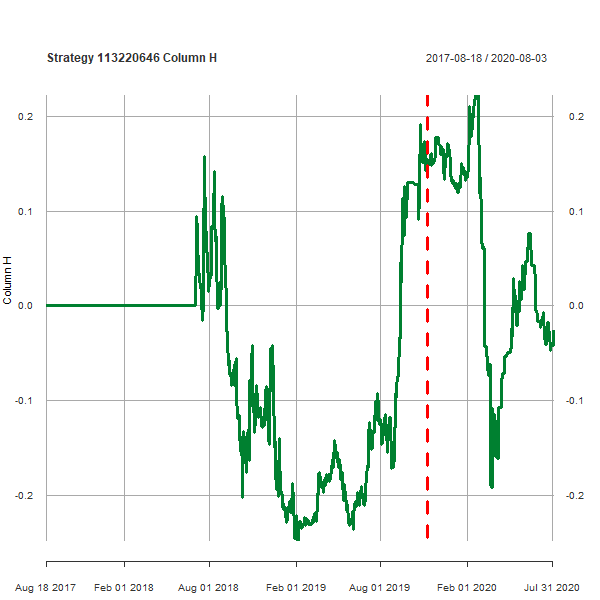 Strategy 113220646 Column H
2017-08-18 / 2020-08-03
0.2
0.2
0.1
0.1
0.0
0.0
-0.1
-0.1
-0.2
-0.2
Column H
Aug 18 2017
Feb 01 2018
Aug 01 2018
Feb 01 2019
Aug 01 2019
Feb 01 2020
Jul 31 2020